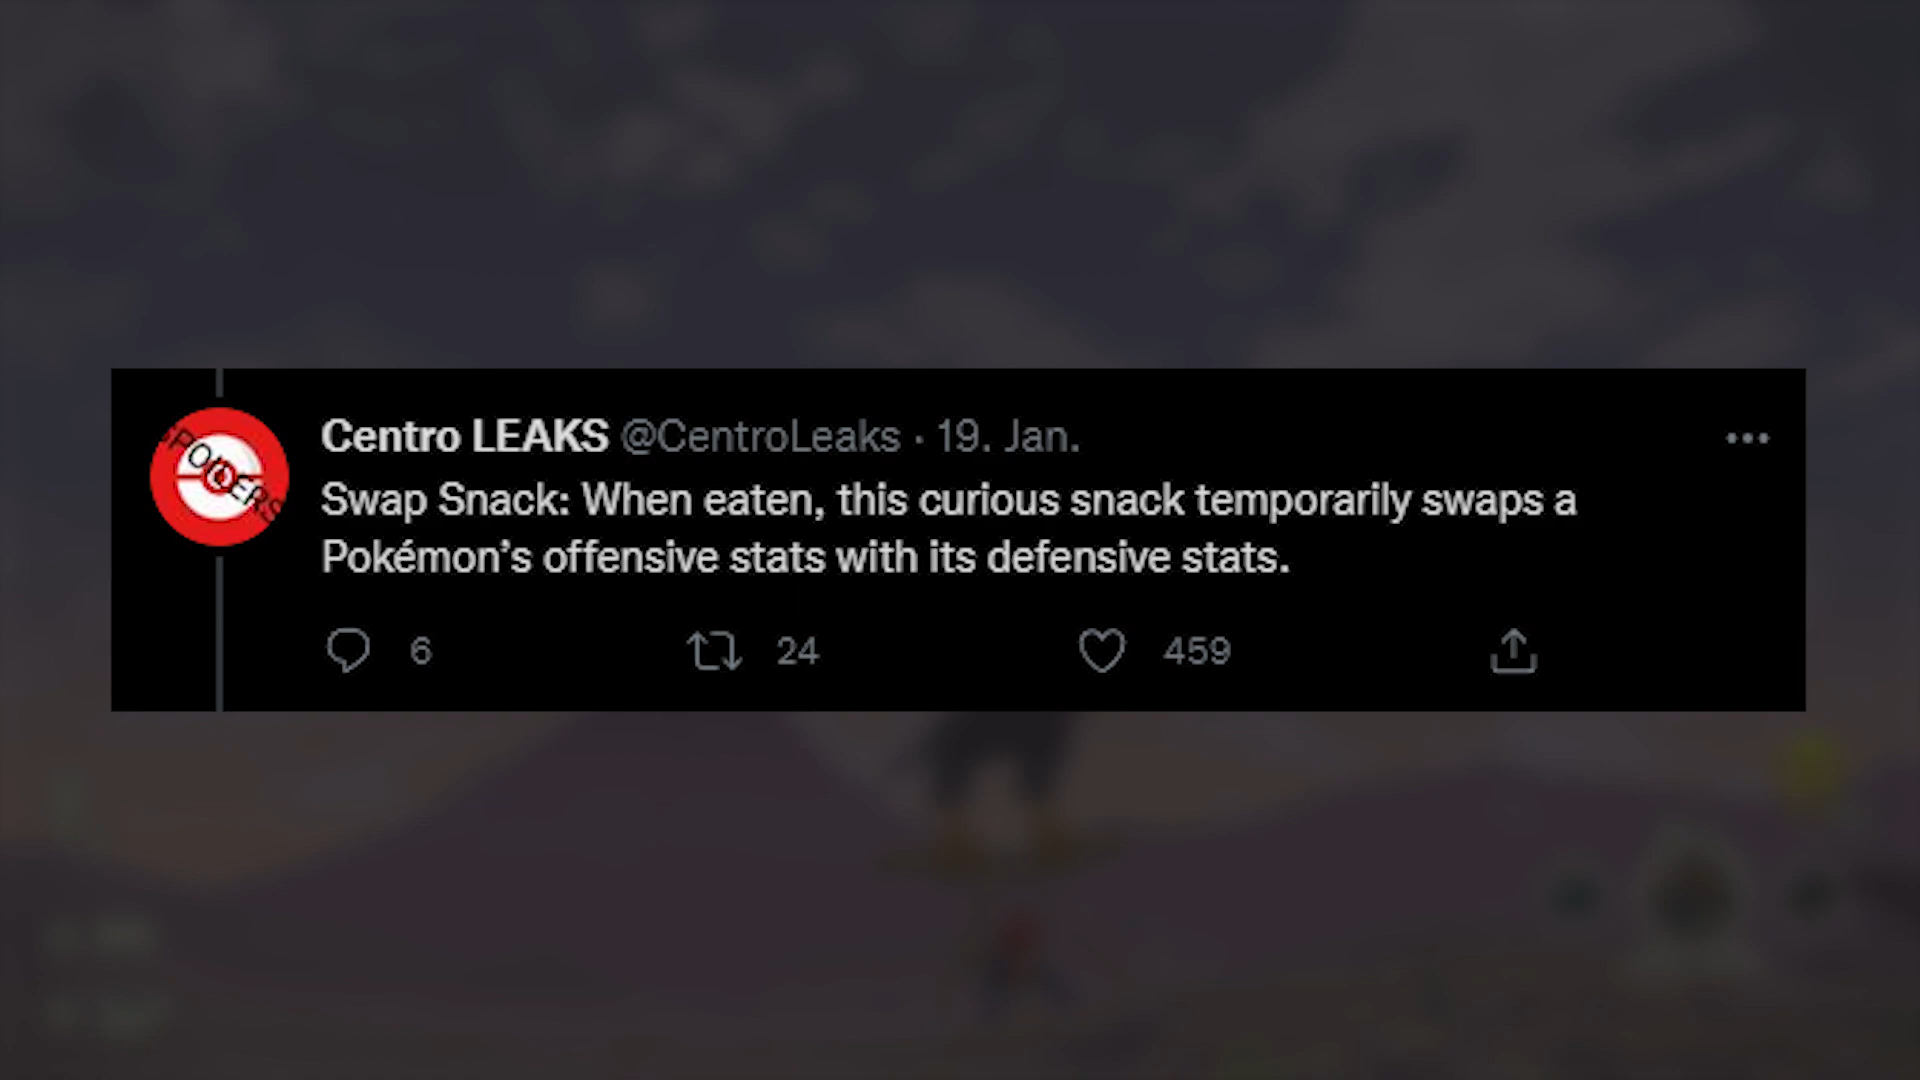 SPOILERS
Centro LEAKS @CentroLeaks · 19. Jan.
Swap Snack: When eaten, this curious snack temporarily swaps a
Pokémon’s offensive stats with its defensive stats.
6 24 459